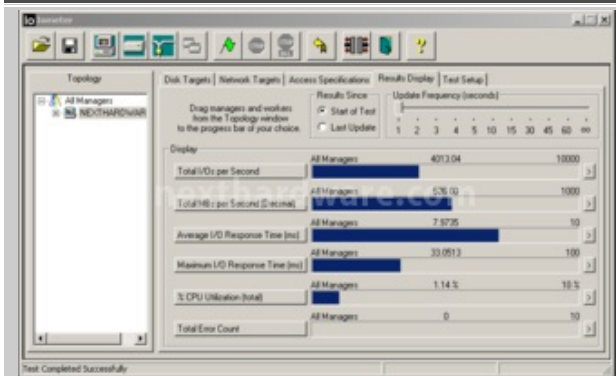 Iometer
Topology
All Managers
NEXTHARDWAR
Disk Targets
Network Targets
Access Specifications
Results Display
Test Setup
Drag managers and workers
from the Topology window
to the progress bar of your choice.
Results Since
Start of Test
Last Update
Update Frequency (seconds)
1 2 3 4 5 10 15 30 45 60 ∞
Display
All Managers 4013.04 10000
Total I/Os per Second
All Managers 1000
Total MBs per Second (Decimal)
All Managers 7.9735 10
Average I/O Response Time (ms)
All Managers 33.0513 100
Maximum I/O Response Time (ms)
All Managers 1.14 % 10 %
% CPU Utilization (total)
All Managers 0 10
Total Error Count
nexthardware.com
Test Completed Successfully